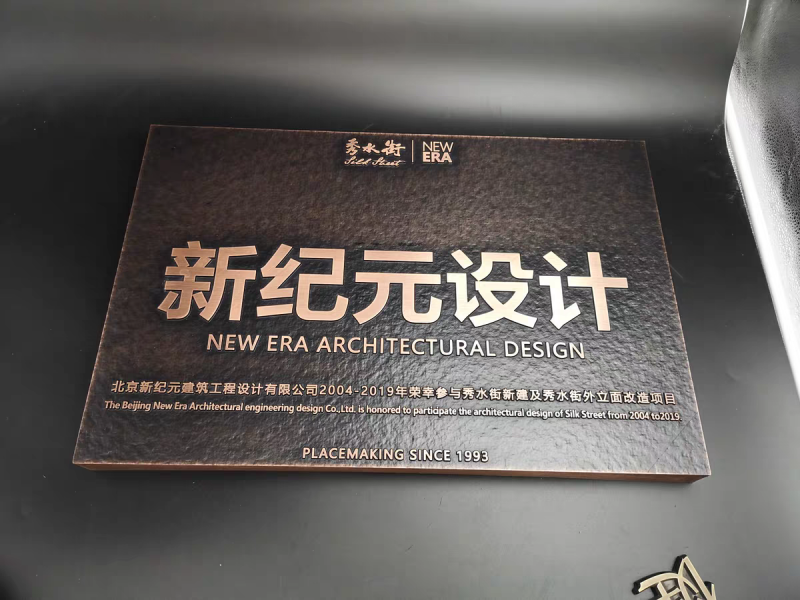 秀水街 NEW
Silk Street ERA
新纪元设计
NEW ERA ARCHITECTURAL DESIGN
北京新纪元建筑工程设计有限公司2004-2019年荣幸参与秀水街新建及秀水街外立面改造项目
The Beijing New Era Architectural engineering design Co.,Ltd. is honored to participate the architectural design of Silk Street from 2004 to2019.
PLACEMAKING SINCE 1993